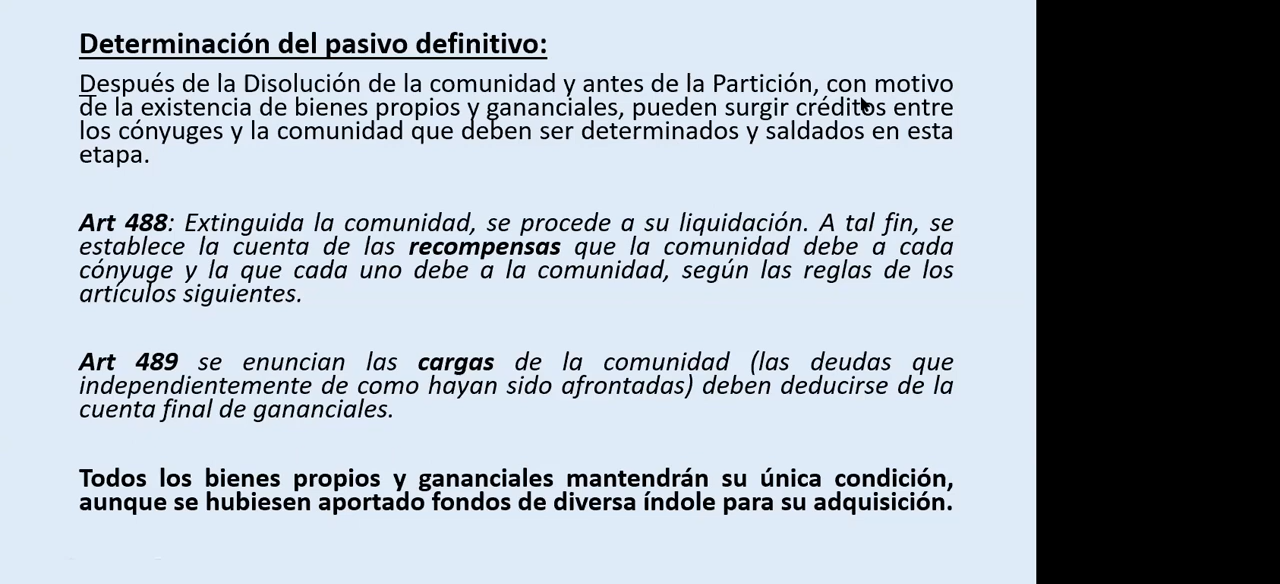 Determinación del pasivo definitivo:
Después de la Disolución de la comunidad y antes de la Partición, con motivo
de la existencia de bienes propios y gananciales, pueden surgir créditos entre
los cónyuges y la comunidad que deben ser determinados y saldados en esta
etapa.
Art 488: Extinguida la comunidad, se procede a su liquidación. A tal fin, se
establece la cuenta de las recompensas que la comunidad debe a cada
cónyuge y la que cada uno debe a la comunidad, según las reglas de los
artículos siguientes.
Art 489 se enuncian las cargas de la comunidad (las deudas que
independientemente de como hayan sido afrontadas) deben deducirse de la
cuenta final de gananciales.
Todos los bienes propios y gananciales mantendrán su única condición,
aunque se hubiesen aportado fondos de diversa índole para su adquisición.